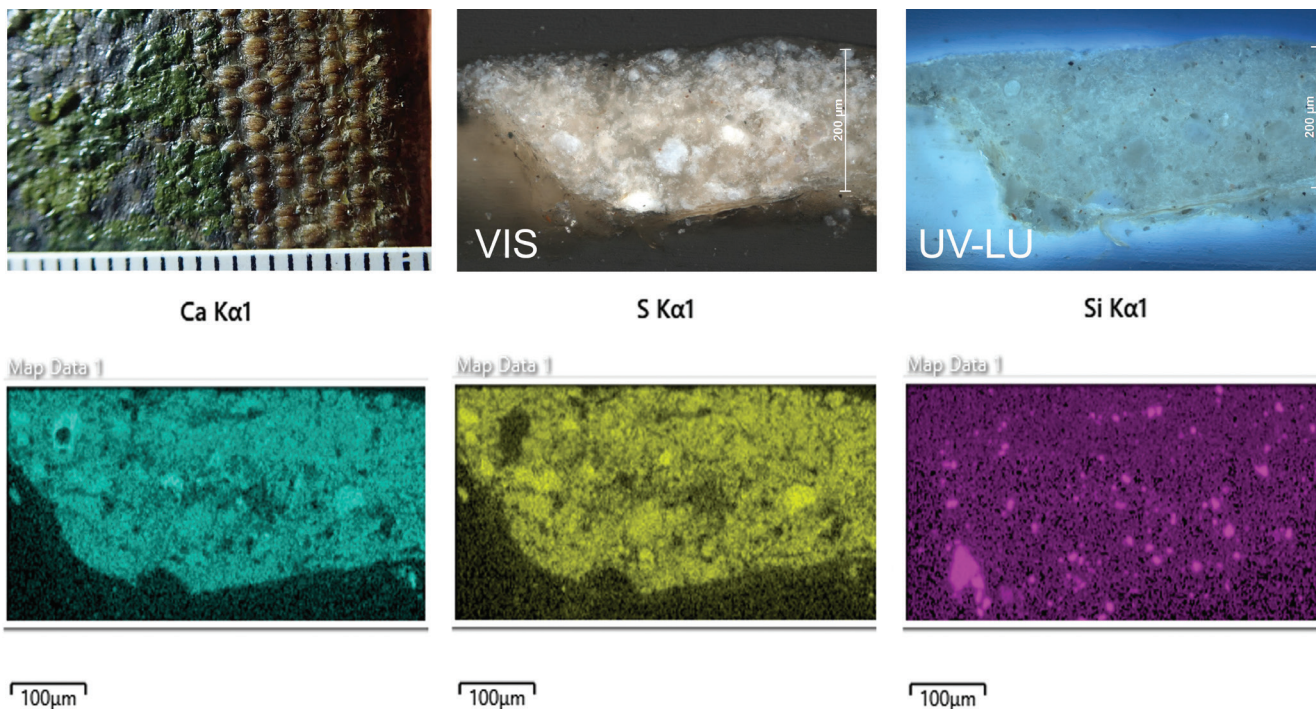 200 µm
VIS
200 µm
UV-LU
Ca Kα1
S Kα1
Si Kα1
Map Data 1
Map Data 1
Map Data 1
100µm
100µm
100µm